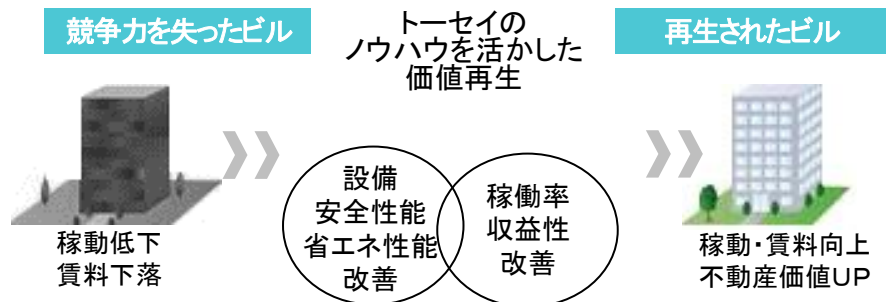 競争力を失ったビル
トーセイの
ノウハウを活かした
価値再生
再生されたビル
設備
安全性能
省エネ性能
改善
稼働率
収益性
改善
稼動低下
賃料下落
稼動・賃料向上
不動産価値UP